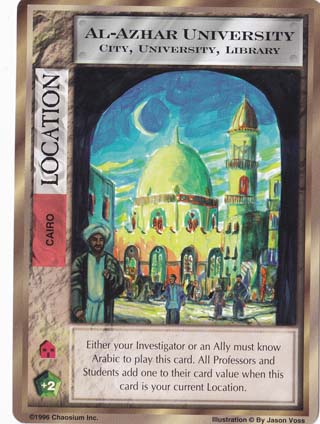 AL-AZHAR UNIVERSITY
CITY, UNIVERSITY, LIBRARY
LOCATION
CAIRO
Either your Investigator or an Ally must know
Arabic to play this card. All Professors and
Students add one to their card value when this
card is your current Location.
+2
©1996 Chaosium Inc.
Illustration © By Jason Voss